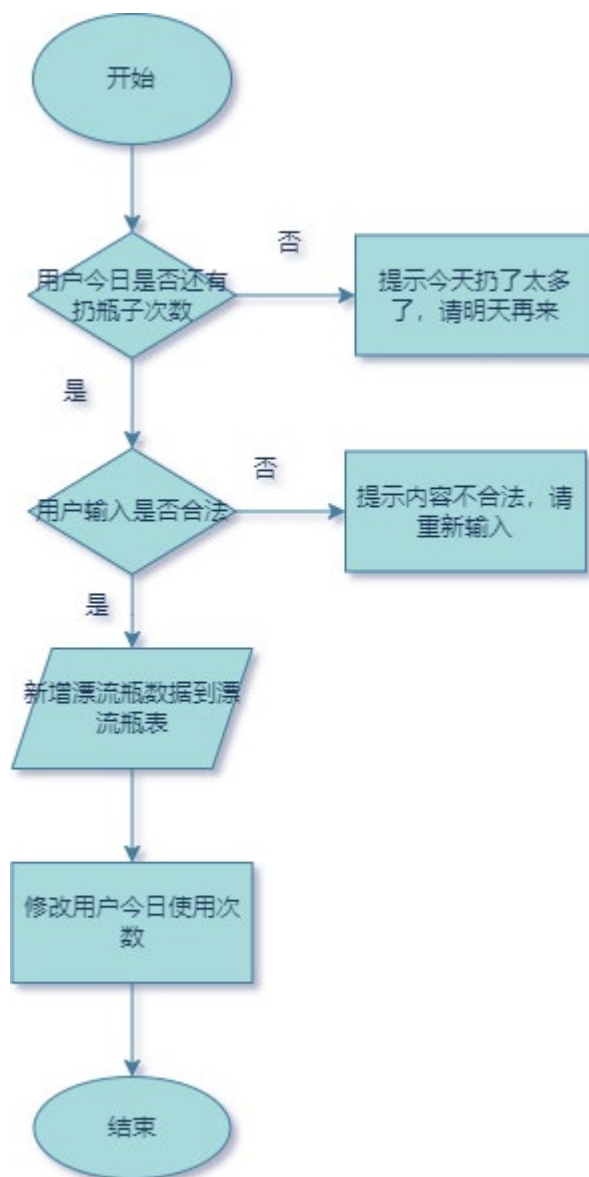 开始
用户今日是否还有
扔瓶子次数
否
提示今天扔了太多
了，请明天再来
是
用户输入是否合法
否
提示内容不合法，请
重新输入
是
新增漂流瓶数据到漂
流瓶表
修改用户今日使用次
数
结束